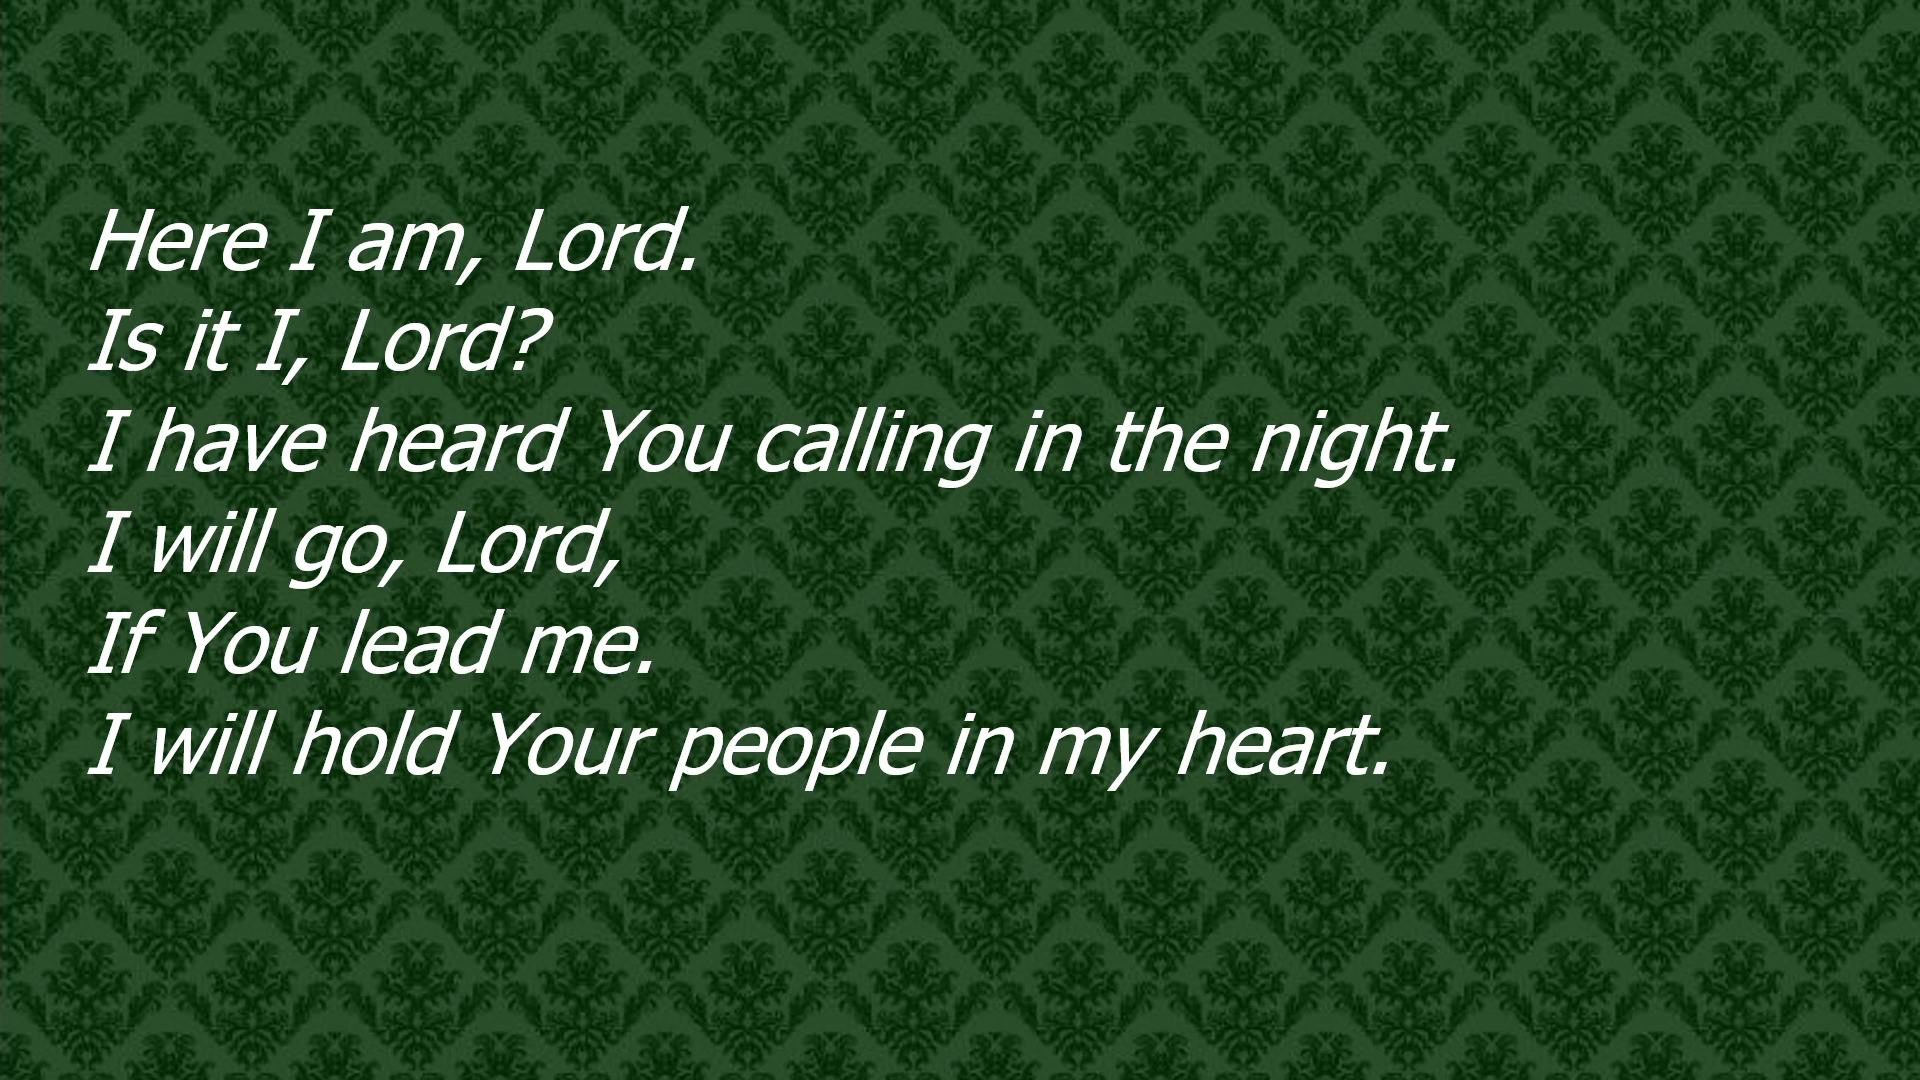 Here I am, Lord.
Is it I, Lord?
I have heard You calling in the night.
I will go, Lord,
If You lead me.
I will hold Your people in my heart.